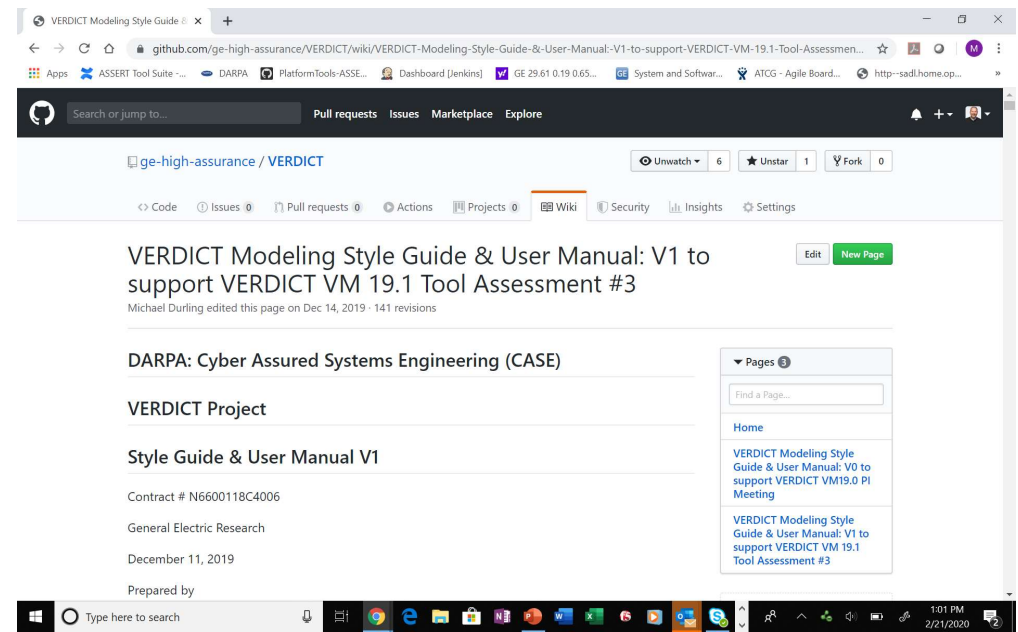 VERDICT Modeling Style Guide &
github.com/ge-high-assurance/VERDICT/wiki/VERDICT-Modeling-Style-Guide-&-User-Manual:-V1-to-support-VERDICT-VM-19.1-Tool-Assessmen...
M
Apps ASSERT Tool Suite -... DARPA PlatformTools-ASSE... Dashboard [Jenkins] GE 29.61 0.19 0.65... System and Softwar... ATCG - Agile Board... http--sadl.home.op... »
Search or jump to... Pull requests Issues Marketplace Explore
ge-high-assurance / VERDICT Unwatch 6 Unstar 1 Fork 0
<> Code Issues 0 Pull requests 0 Actions Projects 0 Wiki Security Insights Settings
VERDICT Modeling Style Guide & User Manual: V1 to
support VERDICT VM 19.1 Tool Assessment #3
Edit New Page
Michael Durling edited this page on Dec 14, 2019 · 141 revisions
DARPA: Cyber Assured Systems Engineering (CASE)
VERDICT Project
Style Guide & User Manual V1
Contract # N6600118C4006
General Electric Research
December 11, 2019
Prepared by
Pages 3
Find a Page...
Home
VERDICT Modeling Style
Guide & User Manual: V0 to
support VERDICT VM19.0 PI
Meeting
VERDICT Modeling Style
Guide & User Manual: V1 to
support VERDICT VM 19.1
Tool Assessment #3
Type here to search
1:01 PM
2/21/2020
2